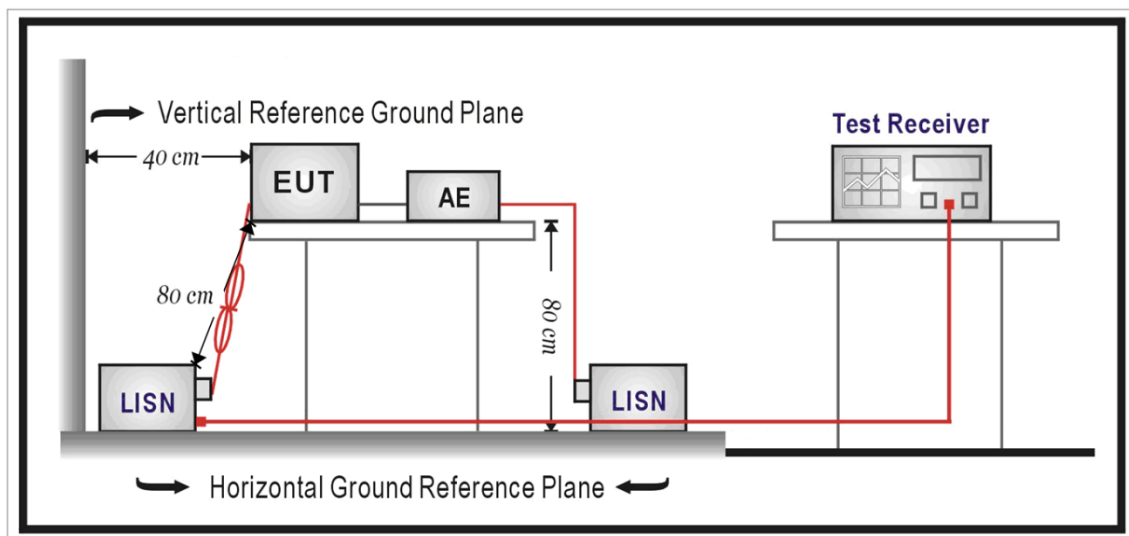 Vertical Reference Ground Plane
Test Receiver
40 cm
EUT
AE
80 cm
80 cm
LISN
LISN
Horizontal Ground Reference Plane